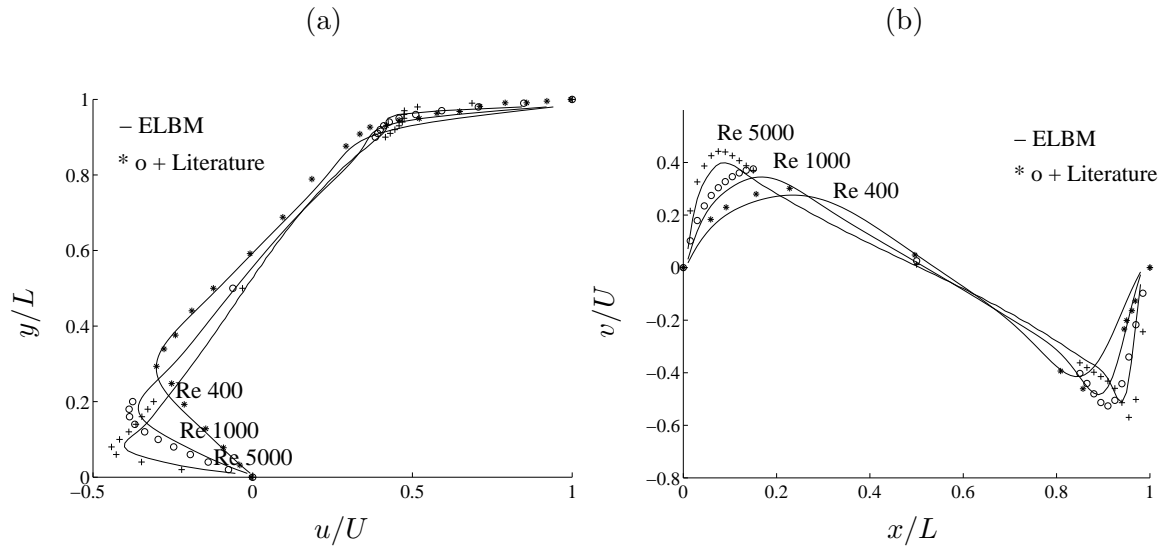 (a)
(b)
– ELBM
* o + Literature
Re 400
Re 1000
Re 5000
1
0.8
0.6
0.4
0.2
0
−0.5
0
0.5
1
y/L
u/U
Re 5000
Re 1000
Re 400
– ELBM
* o + Literature
0.4
0.2
0
−0.2
−0.4
−0.6
−0.8
0
0.2
0.4
0.6
0.8
1
v/U
x/L